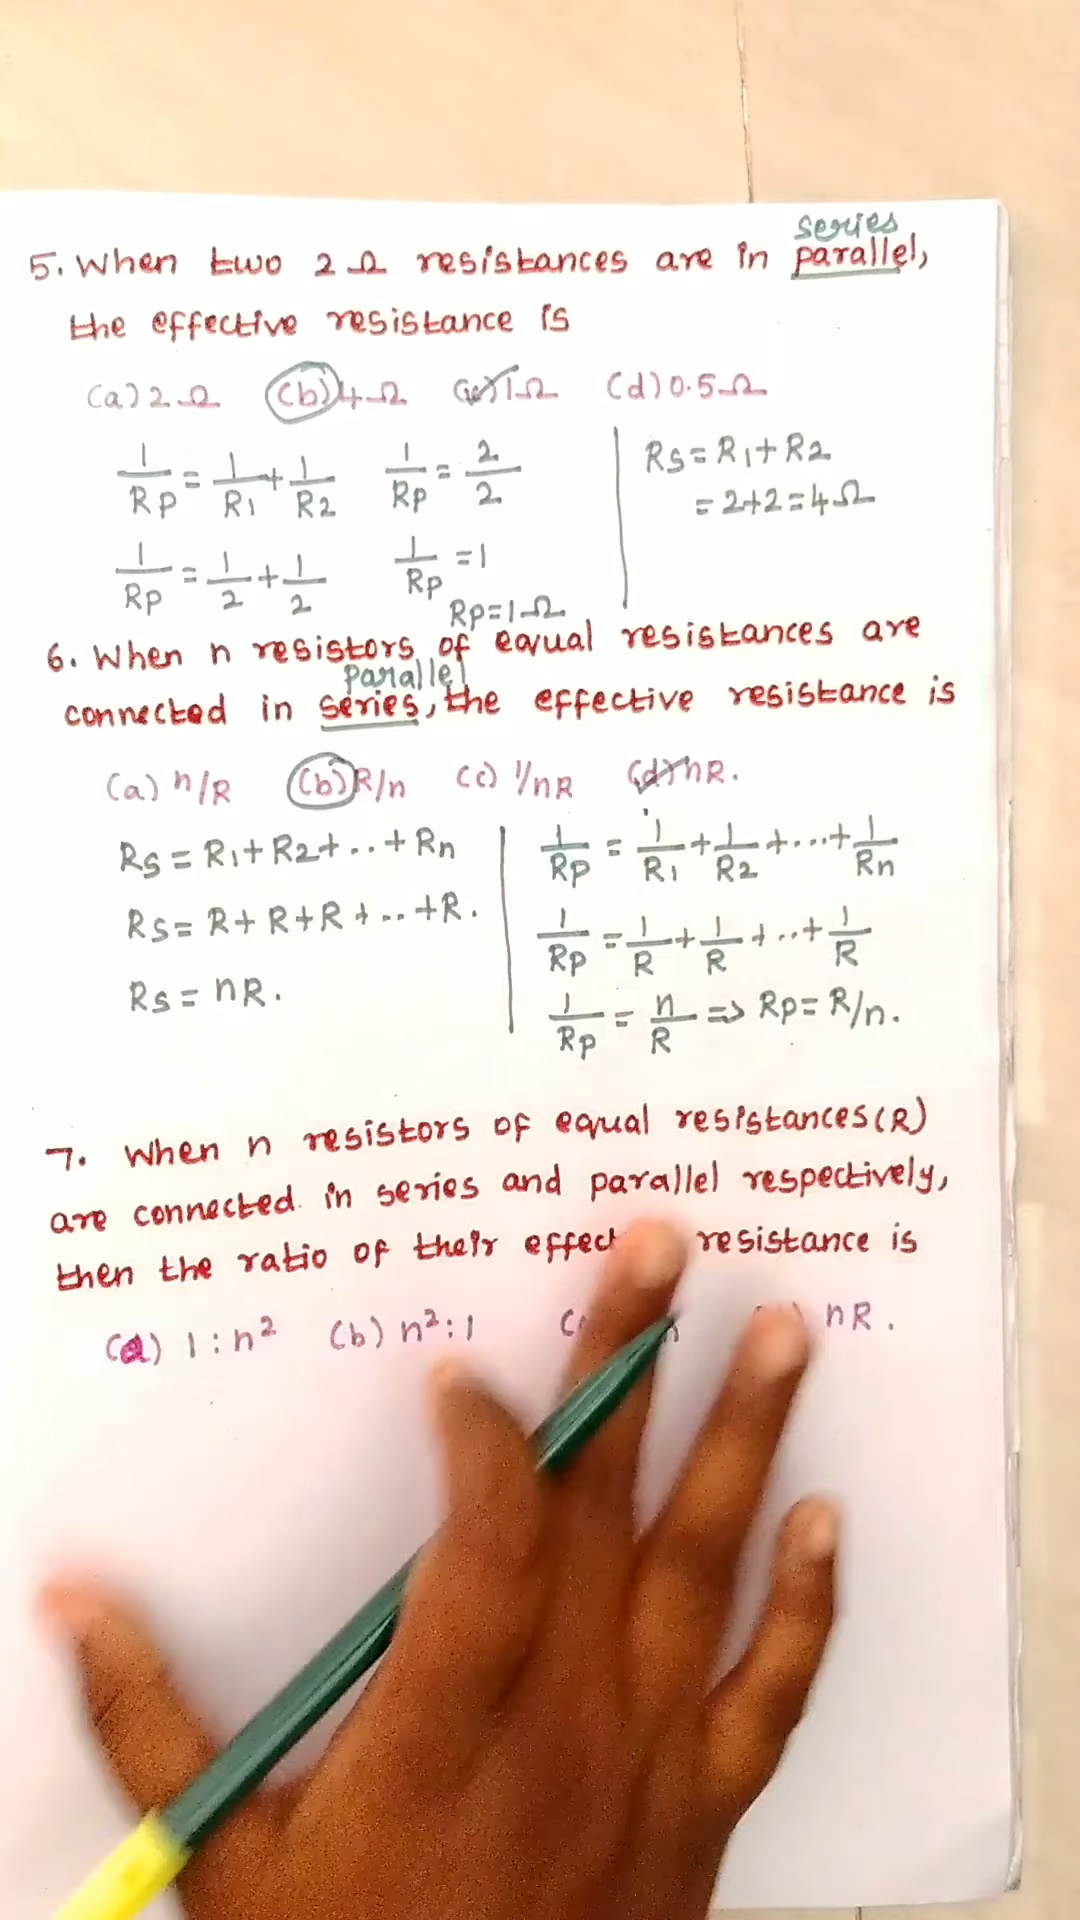 series
5. When two 2Ω resistances are in parallel,
the effective resistance is
(a) 2Ω (b) 4Ω (c) 1Ω (d) 0.5Ω
1/Rp = 1/R1 + 1/R2 1/Rp = 2/2 Rs = R1 + R2
= 2+2 = 4Ω
1/Rp = 1/2 + 1/2 1/Rp = 1
Rp = 1Ω
6. When n resistors of equal resistances are
parallel
connected in series, the effective resistance is
(a) n/R (b) R/n (c) 1/nR (d) nR.
Rs = R1 + R2 + .. + Rn 1/Rp = 1/R1 + 1/R2 + ... + 1/Rn
Rs = R + R + R + .. + R. 1/Rp = 1/R + 1/R + .. + 1/R
Rs = nR. 1/Rp = n/R => Rp = R/n.
7. When n resistors of equal resistances (R)
are connected in series and parallel respectively,
then the ratio of their effect resistance is
(a) 1 : n² (b) n² : 1 nR.